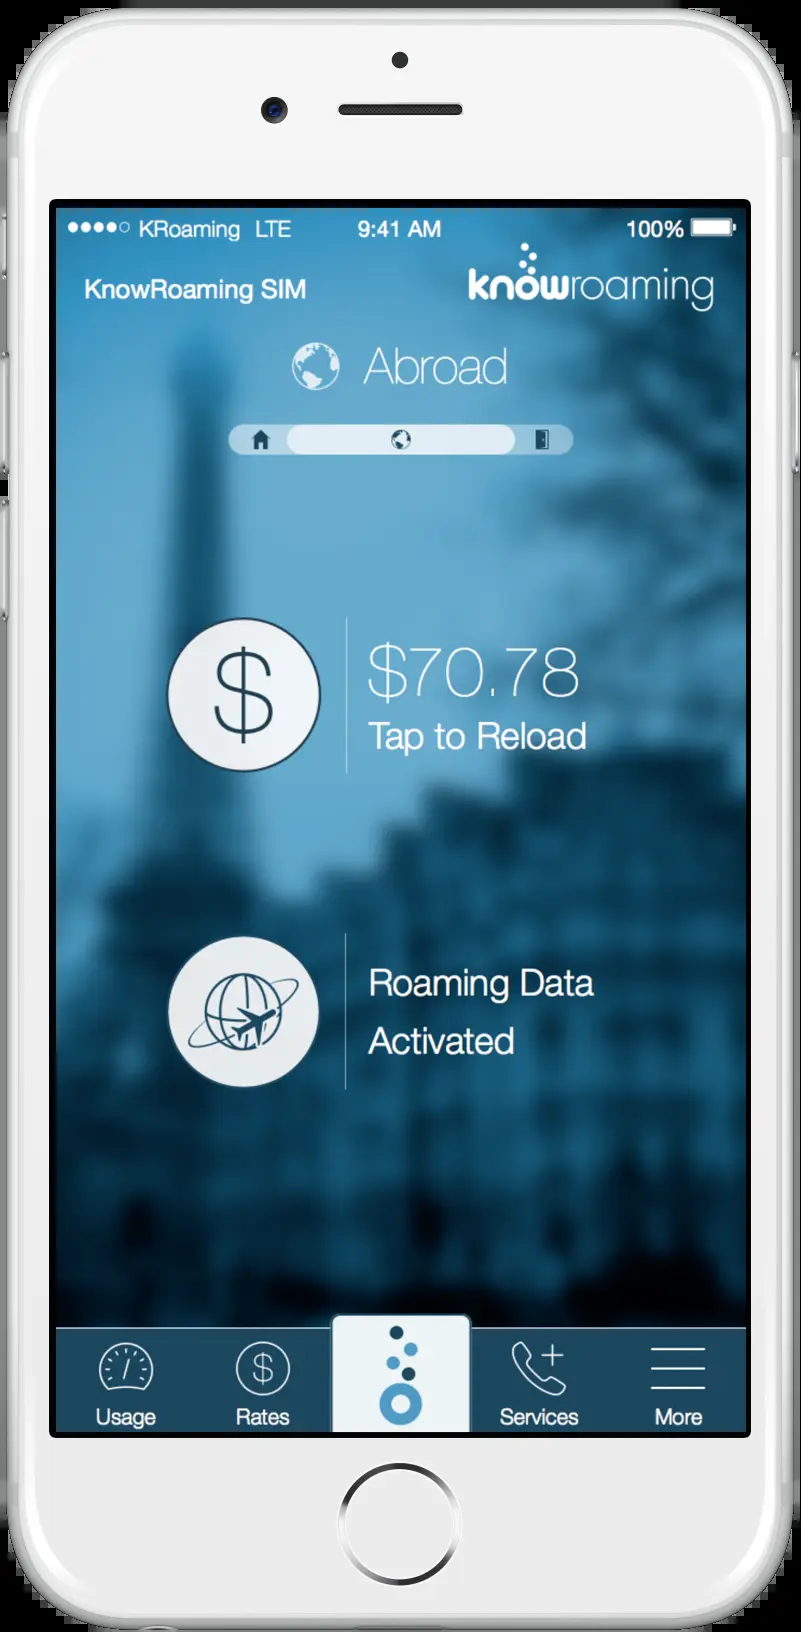 KRoaming LTE 9:41 AM 100%
KnowRoaming SIM knowroaming
Abroad
$
$70.78
Tap to Reload
Roaming Data
Activated
$
Usage Rates Services More